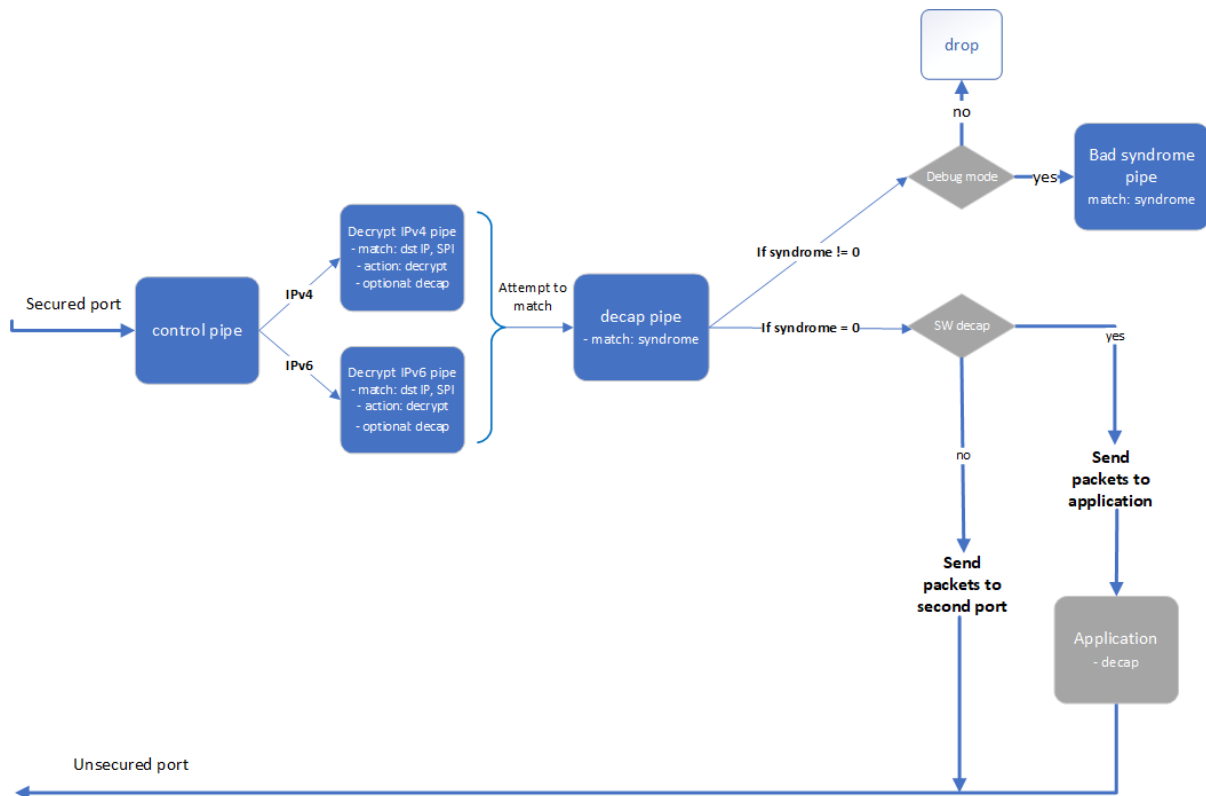 drop
no
Debug mode
yes
Bad syndrome
pipe
match: syndrome
Decrypt IPv4 pipe
- match: dst IP, SPI
- action: decrypt
- optional: decap
If syndrome != 0
Secured port
IPv4
control pipe
IPv6
Attempt to
match
decap pipe
- match: syndrome
If syndrome = 0
SW decap
yes
Decrypt IPv6 pipe
- match: dst IP, SPI
- action: decrypt
- optional: decap
no
Send
packets to
application
Send
packets to
second port
Application
- decap
Unsecured port